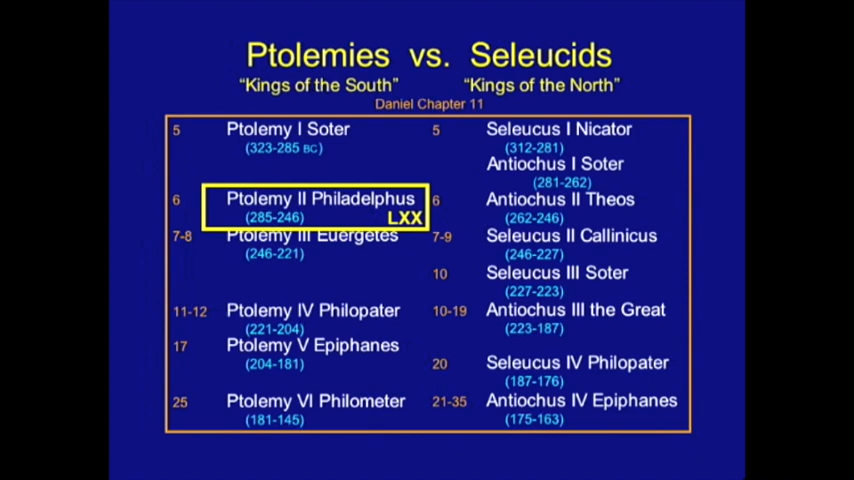 Ptolemies vs. Seleucids
“Kings of the South” “Kings of the North”
Daniel Chapter 11
5 Ptolemy I Soter 5 Seleucus I Nicator
(323-285 BC) (312-281)
Antiochus I Soter
(281-262)
6 Ptolemy II Philadelphus 6 Antiochus II Theos
(285-246) LXX (262-246)
7-8 Ptolemy III Euergetes 7-9 Seleucus II Callinicus
(246-221) (246-227)
10 Seleucus III Soter
(227-223)
11-12 Ptolemy IV Philopater 10-19 Antiochus III the Great
(221-204) (223-187)
17 Ptolemy V Epiphanes
(204-181) 20 Seleucus IV Philopater
(187-176)
25 Ptolemy VI Philometer 21-35 Antiochus IV Epiphanes
(181-145) (175-163)